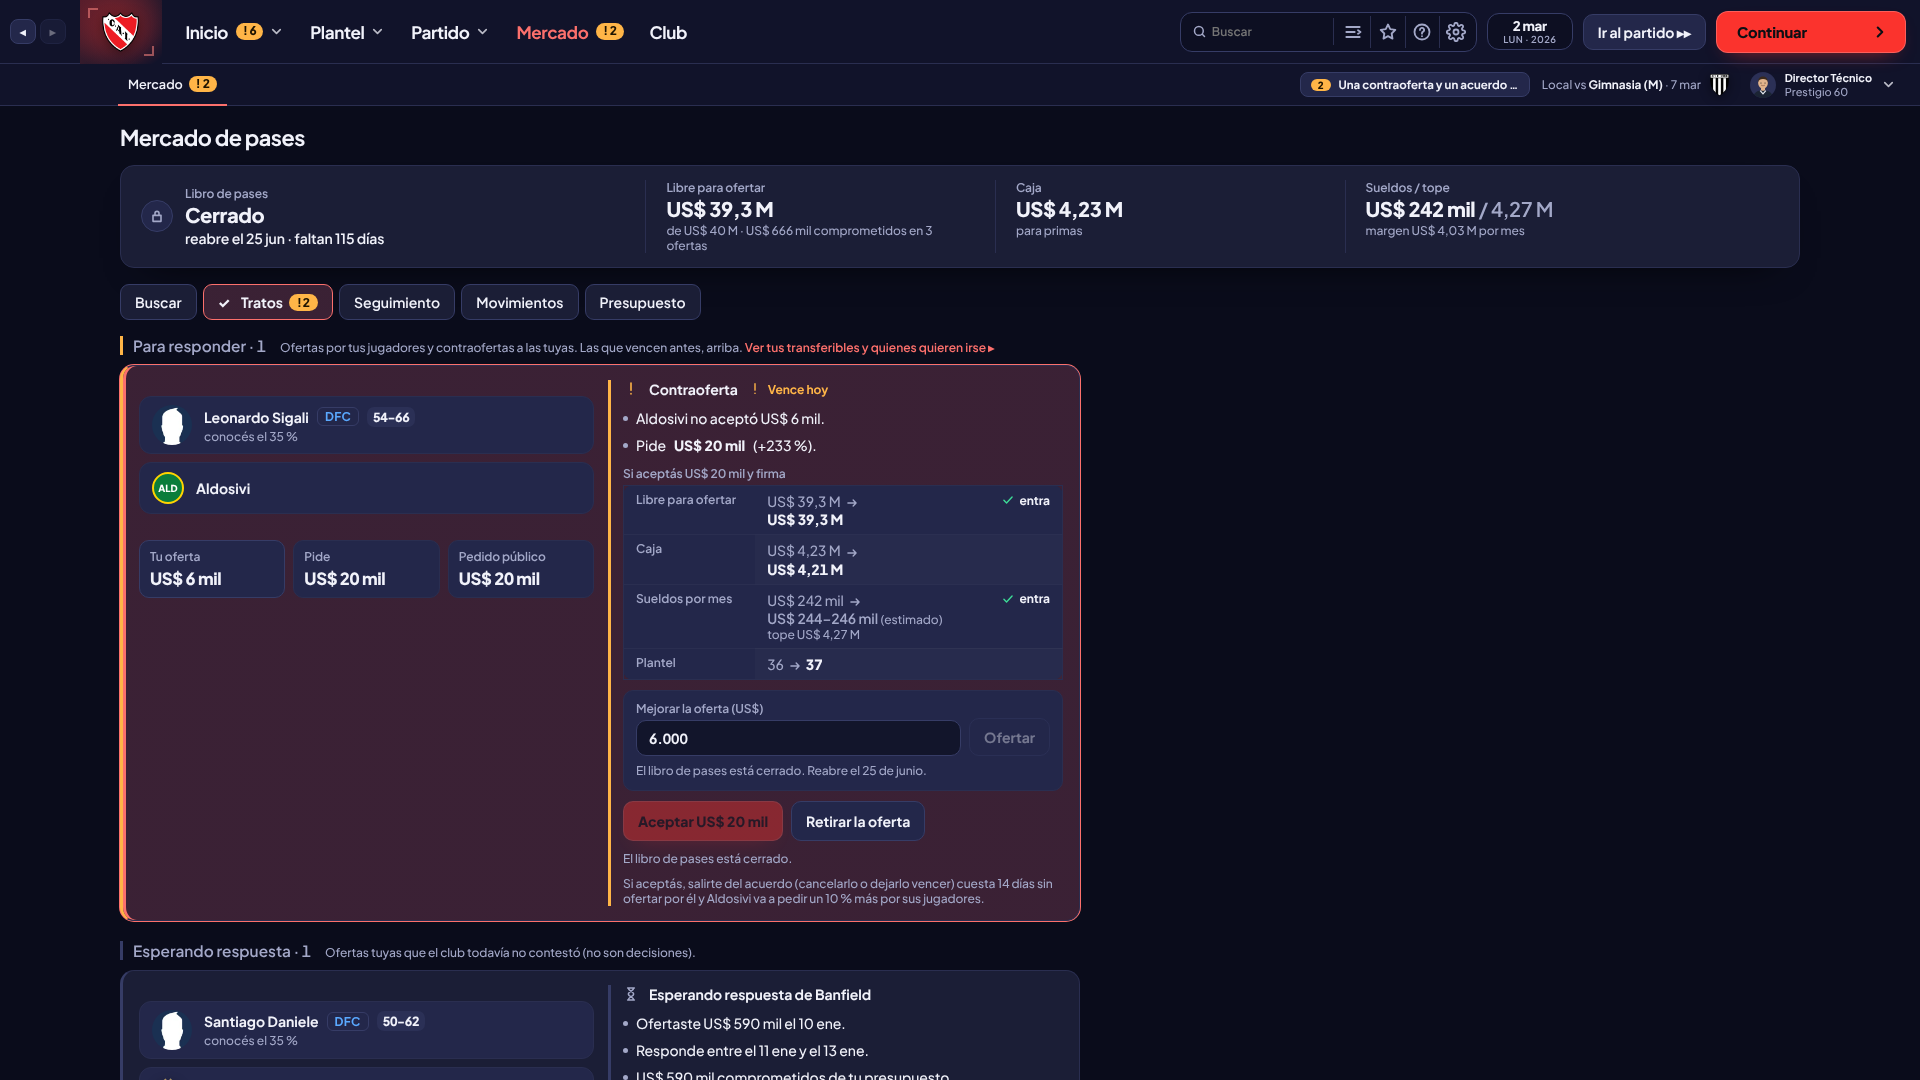 Inicio !6
Plantel
Partido
Mercado !2
Club
Buscar
2 mar
LUN · 2026
Ir al partido ▸▸
Continuar
Mercado !2
2 Una contraoferta y un acuerdo ...
Local vs Gimnasia (M) · 7 mar
Director Técnico
Prestigio 60
Mercado de pases
Libro de pases
Cerrado
reabre el 25 jun · faltan 115 días
Libre para ofertar
US$ 39,3 M
de US$ 40 M · US$ 666 mil comprometidos en 3
ofertas
Caja
US$ 4,23 M
para primas
Sueldos / tope
US$ 242 mil / 4,27 M
margen US$ 4,03 M por mes
Buscar
Tratos !2
Seguimiento
Movimientos
Presupuesto
Para responder · 1 Ofertas por tus jugadores y contraofertas a las tuyas. Las que vencen antes, arriba. Ver tus transferibles y quienes quieren irse ▸
Leonardo Sigali DFC 54–66
conocés el 35 %
ALD Aldosivi
Tu oferta
US$ 6 mil
Pide
US$ 20 mil
Pedido público
US$ 20 mil
! Contraoferta ! Vence hoy
• Aldosivi no aceptó US$ 6 mil.
• Pide US$ 20 mil (+233 %).
Si aceptás US$ 20 mil y firma
Libre para ofertar US$ 39,3 M → ✓ entra
US$ 39,3 M
Caja US$ 4,23 M →
US$ 4,21 M
Sueldos por mes US$ 242 mil → ✓ entra
US$ 244–246 mil (estimado)
tope US$ 4,27 M
Plantel 36 → 37
Mejorar la oferta (US$)
6.000
Ofertar
El libro de pases está cerrado. Reabre el 25 de junio.
Aceptar US$ 20 mil
Retirar la oferta
El libro de pases está cerrado.
Si aceptás, salirte del acuerdo (cancelarlo o dejarlo vencer) cuesta 14 días sin
ofertar por él y Aldosivi va a pedir un 10 % más por sus jugadores.
Esperando respuesta · 1 Ofertas tuyas que el club todavía no contestó (no son decisiones).
Santiago Daniele DFC 50–62
conocés el 35 %
Esperando respuesta de Banfield
• Ofertaste US$ 590 mil el 10 ene.
• Responde entre el 11 ene y el 13 ene.
• US$ 590 mil comprometidos de tu presupuesto